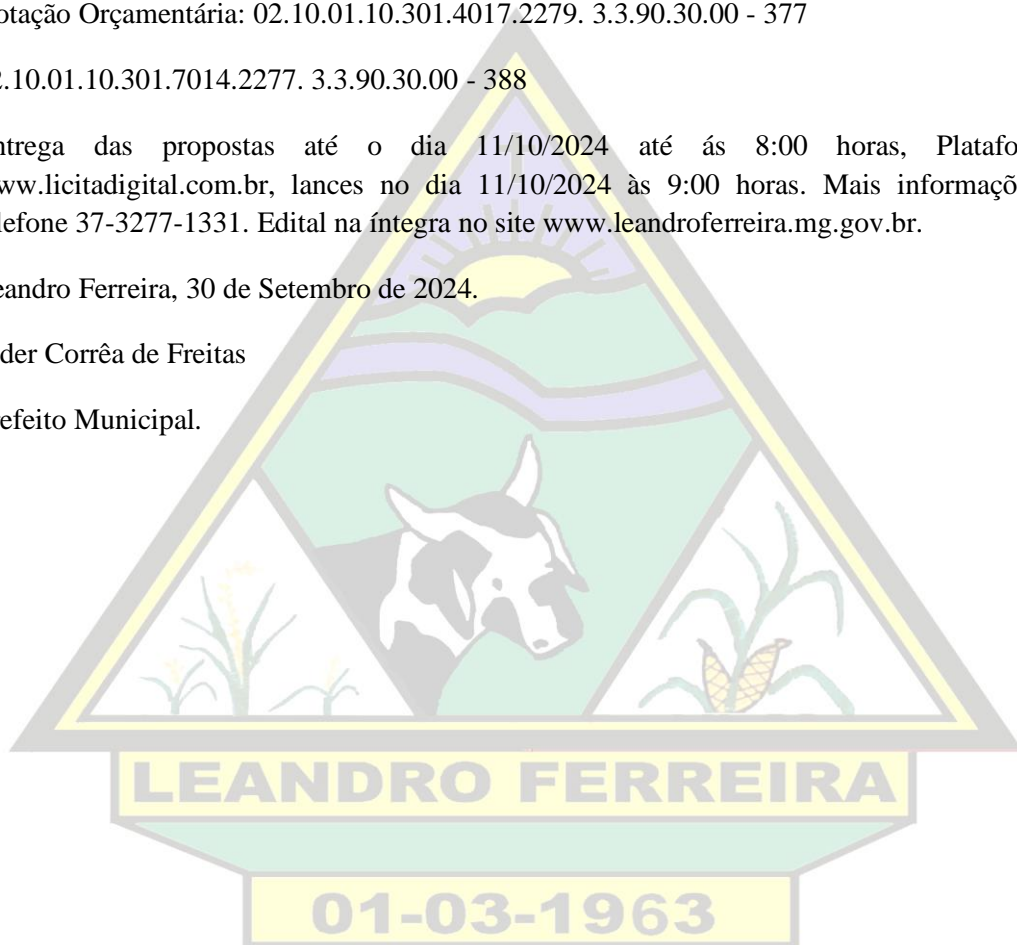 otação Orçamentária: 02.10.01.10.301.4017.2279. 3.3.90.30.00 - 377
2.10.01.10.301.7014.2277. 3.3.90.30.00 - 388
ntrega das propostas até o dia 11/10/2024 até ás 8:00 horas, Platafo
ww.licitadigital.com.br, lances no dia 11/10/2024 às 9:00 horas. Mais informaçõ
lefone 37-3277-1331. Edital na íntegra no site www.leandroferreira.mg.gov.br.
eandro Ferreira, 30 de Setembro de 2024.
der Corrêa de Freitas
refeito Municipal.
LEANDRO FERREIRA
01-03-1963